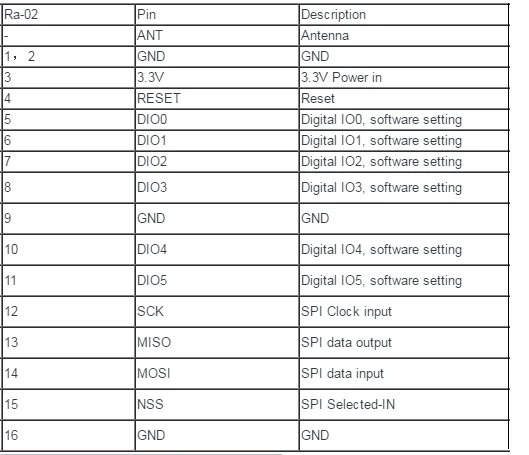 Ra-02 Pin Description
- ANT Antenna
1，2 GND GND
3 3.3V 3.3V Power in
4 RESET Reset
5 DIO0 Digital IO0, software setting
6 DIO1 Digital IO1, software setting
7 DIO2 Digital IO2, software setting
8 DIO3 Digital IO3, software setting
9 GND GND
10 DIO4 Digital IO4, software setting
11 DIO5 Digital IO5, software setting
12 SCK SPI Clock input
13 MISO SPI data output
14 MOSI SPI data input
15 NSS SPI Selected-IN
16 GND GND